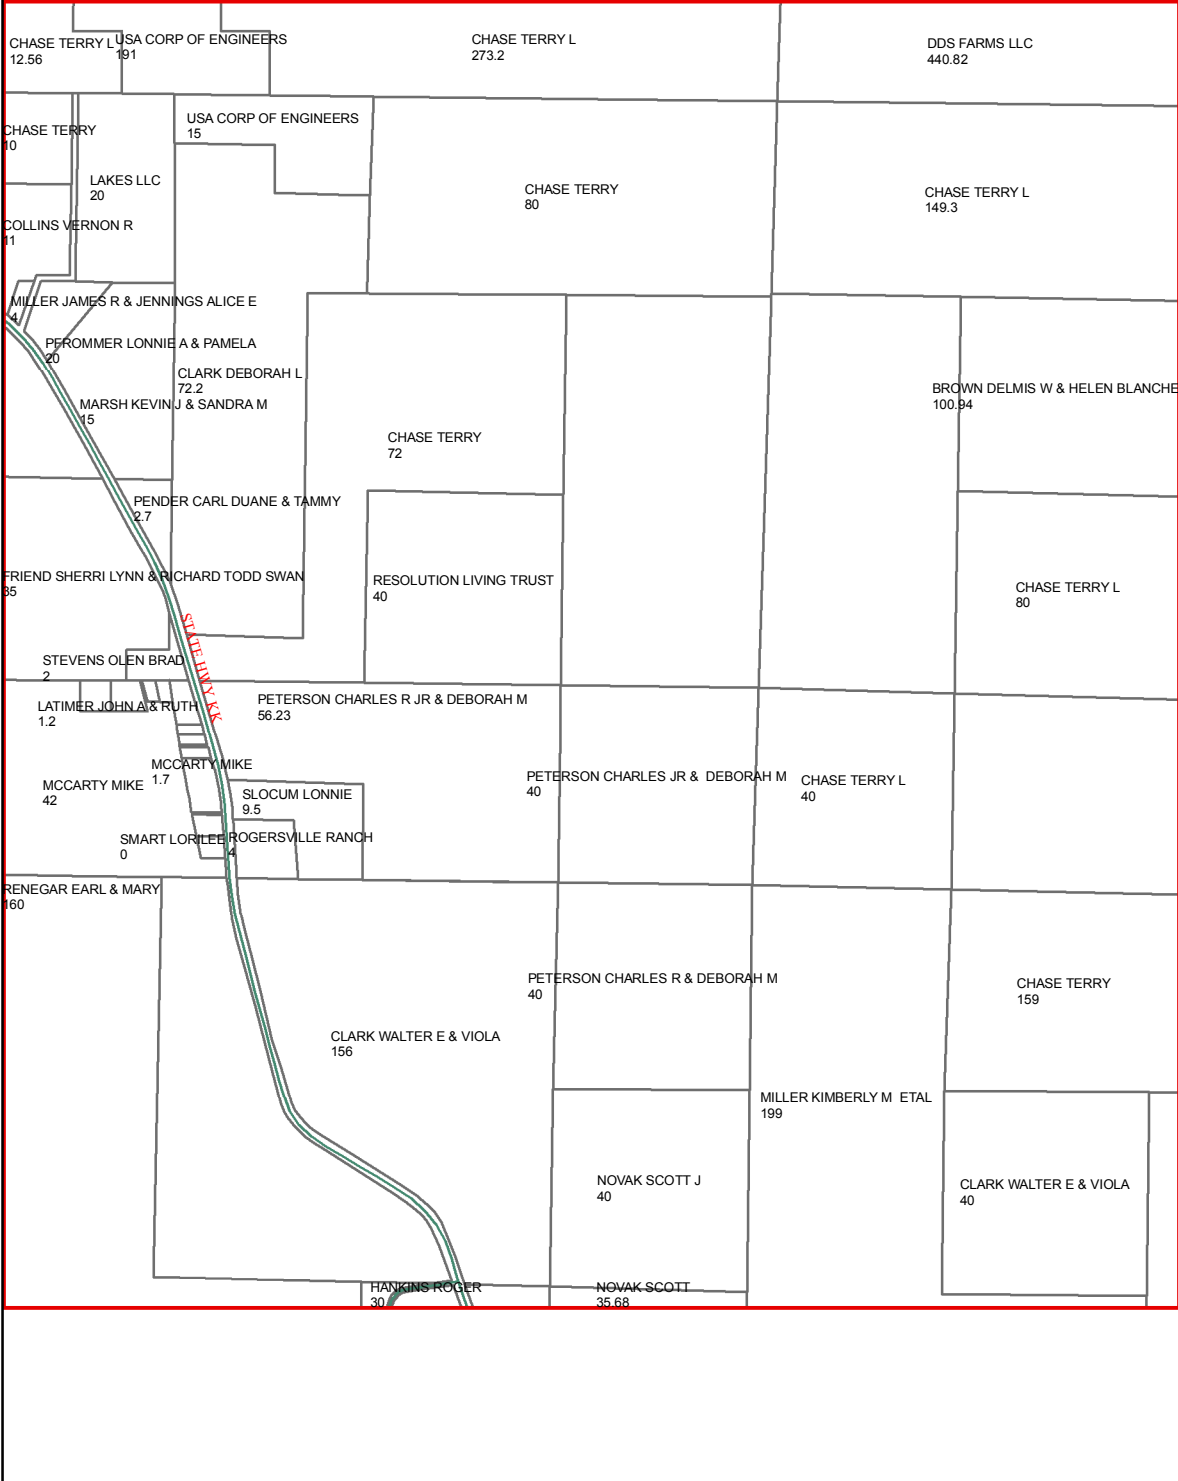 CHASE TERRY L
12.56
USA CORP OF ENGINEERS
191
CHASE TERRY L
273.2
DDS FARMS LLC
440.82
USA CORP OF ENGINEERS
15
CHASE TERRY
10
LAKES LLC
20
CHASE TERRY
80
CHASE TERRY L
149.3
COLLINS VERNON R
11
MILLER JAMES R & JENNINGS ALICE E
4
PFROMMER LONNIE A & PAMELA
20
CLARK DEBORAH L
72.2
MARSH KEVIN J & SANDRA M
15
BROWN DELMIS W & HELEN BLANCHE
100.94
CHASE TERRY
72
PENDER CARL DUANE & TAMMY
2.7
FRIEND SHERRI LYNN & RICHARD TODD SWAN
35
RESOLUTION LIVING TRUST
40
CHASE TERRY L
80
STATE HWY KK
STEVENS OLEN BRAD
2
LATIMER JOHN A & RUTH
1.2
PETERSON CHARLES R JR & DEBORAH M
56.23
MCCARTY MIKE
1.7
MCCARTY MIKE
42
SLOCUM LONNIE
9.5
PETERSON CHARLES JR & DEBORAH M
40
CHASE TERRY L
40
SMART LORILEE
0
ROGERSVILLE RANCH
4
RENEGAR EARL & MARY
160
PETERSON CHARLES R & DEBORAH M
40
CHASE TERRY
159
CLARK WALTER E & VIOLA
156
MILLER KIMBERLY M ETAL
199
NOVAK SCOTT J
40
CLARK WALTER E & VIOLA
40
HANKINS ROGER
30
NOVAK SCOTT
35.68